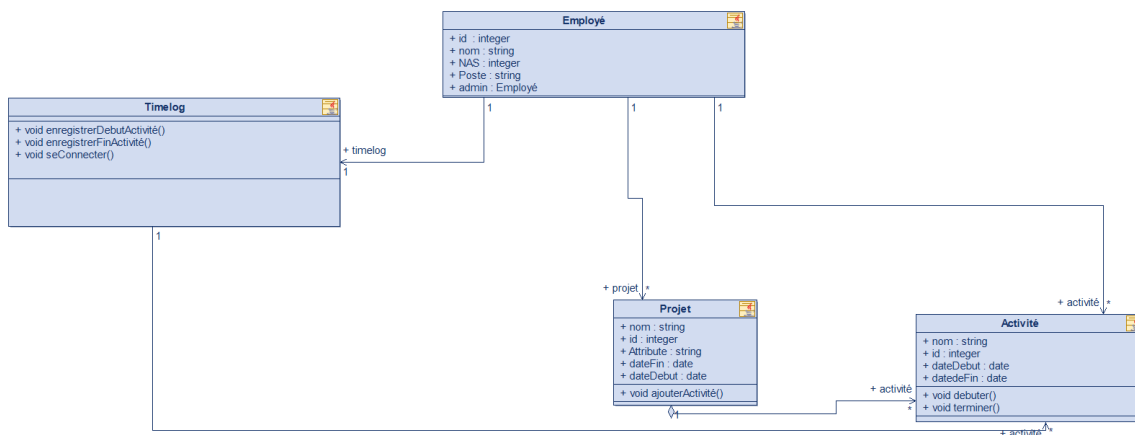 Employé
+ id : integer
+ nom : string
+ NAS : integer
+ Poste : string
+ admin : Employé
1
1
1
Timelog
+ void enregistrerDebutActivité()
+ void enregistrerFinActivité()
+ void seConnecter()
+ timelog
1
1
+ projet
*
Projet
+ nom : string
+ id : integer
+ Attribute : string
+ dateFin : date
+ dateDebut : date
+ void ajouterActivité()
1
+ activité
*
+ activité
*
Activité
+ nom : string
+ id : integer
+ dateDebut : date
+ datedeFin : date
+ void debuter()
+ void terminer()
+ activité
*